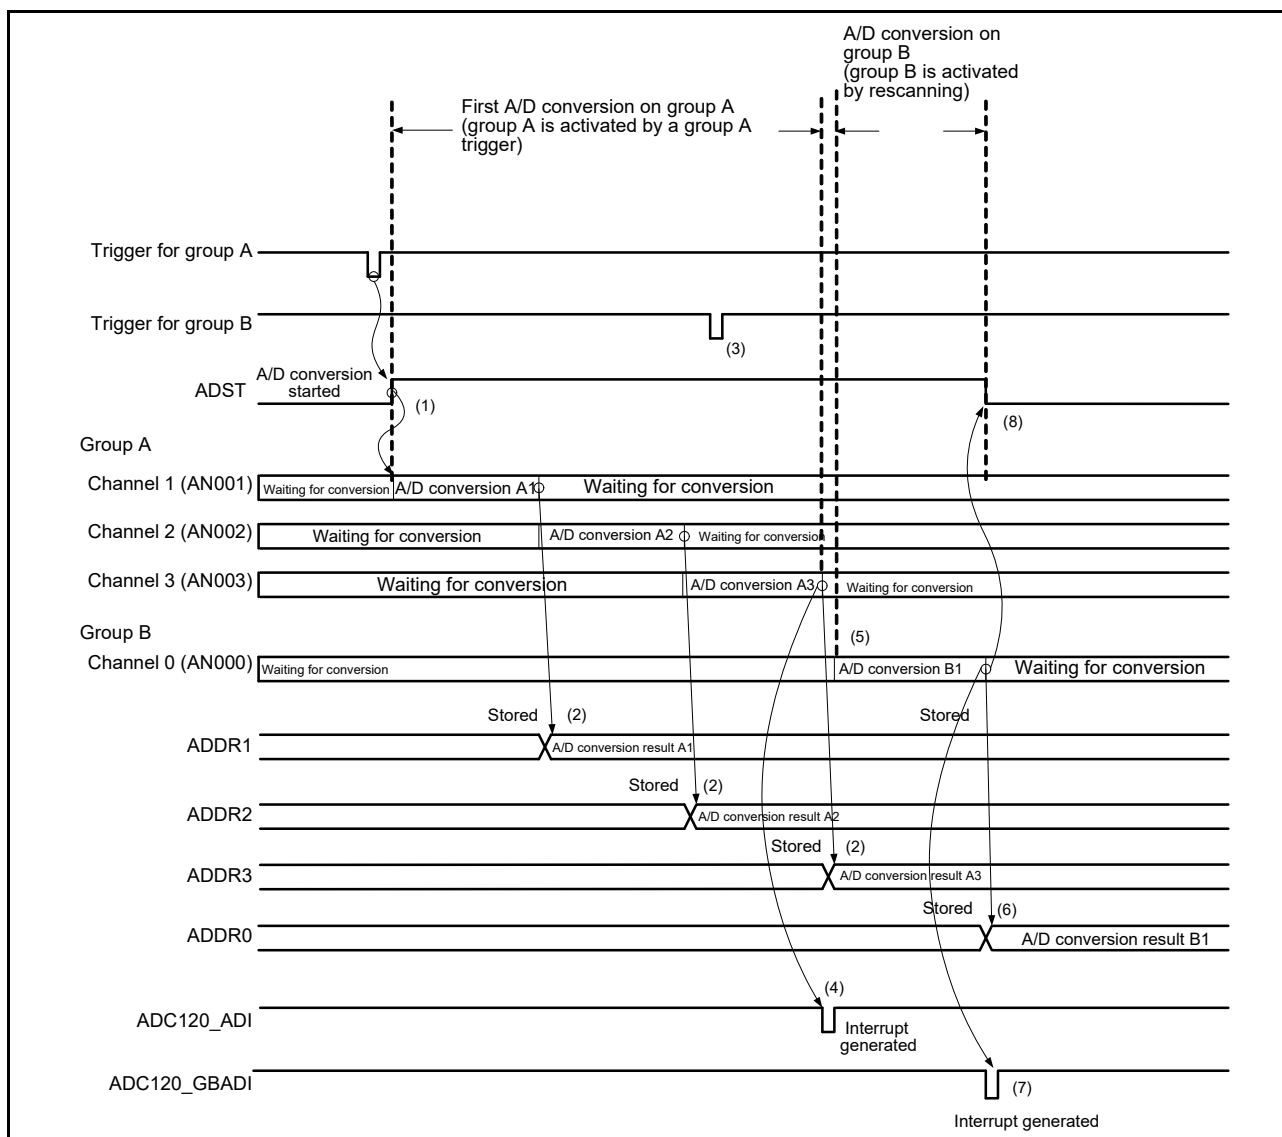 A/D conversion on
group B
(group B is activated
by rescanning)
First A/D conversion on group A
(group A is activated by a group A
trigger)
Trigger for group A
Trigger for group B
(3)
A/D conversion
started
ADST
(1)
(8)
Group A
Channel 1 (AN001)
Waiting for conversion
A/D conversion A1
Waiting for conversion
Channel 2 (AN002)
Waiting for conversion
A/D conversion A2
Waiting for conversion
Channel 3 (AN003)
Waiting for conversion
A/D conversion A3
Waiting for conversion
Group B
(5)
Channel 0 (AN000)
Waiting for conversion
A/D conversion B1
Waiting for conversion
Stored
(2)
Stored
ADDR1
A/D conversion result A1
Stored
(2)
ADDR2
A/D conversion result A2
Stored
(2)
ADDR3
A/D conversion result A3
Stored
(6)
ADDR0
A/D conversion result B1
(4)
ADC120_ADI
Interrupt
generated
ADC120_GBADI
(7)
Interrupt generated